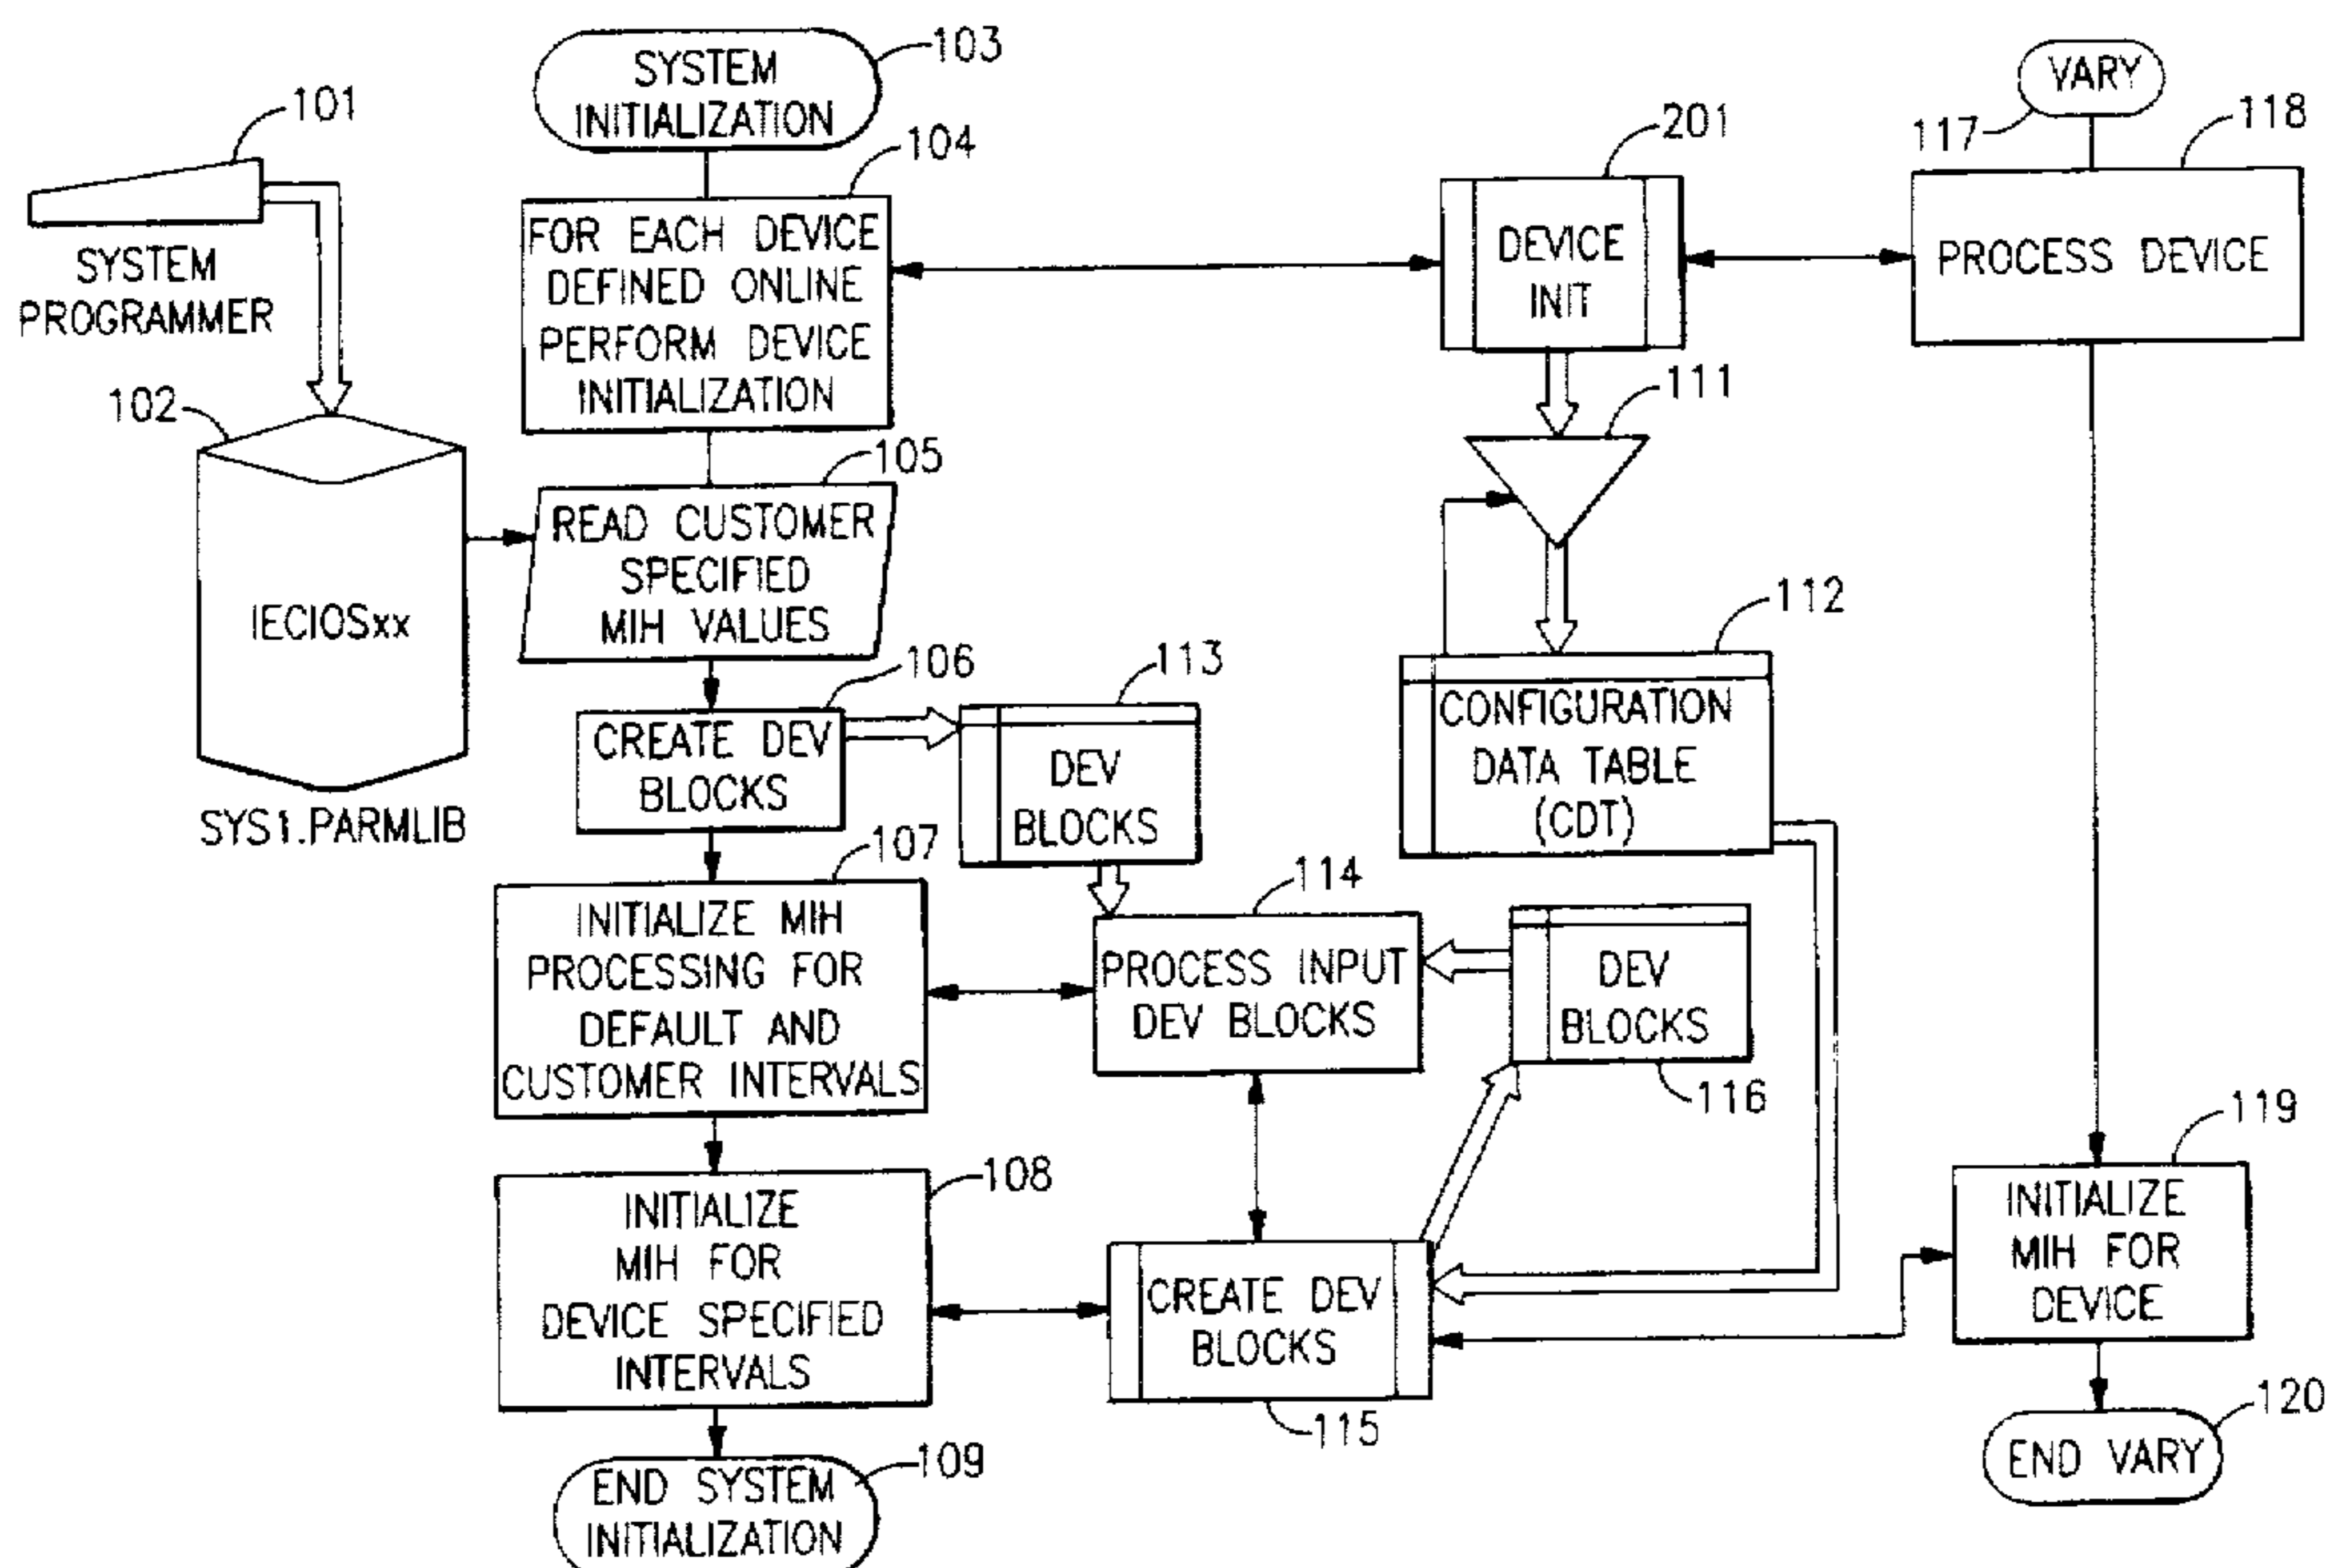 103
SYSTEM
INITIALIZATION
VARY
117
118
101
104
201
SYSTEM
PROGRAMMER
FOR EACH DEVICE
DEFINED ONLINE
PERFORM DEVICE
INITIALIZATION
DEVICE
INIT
PROCESS DEVICE
102
111
105
IECIOSxx
SYS1.PARMLIB
READ CUSTOMER
SPECIFIED
MIH VALUES
112
106
113
CREATE DEV
BLOCKS
DEV
BLOCKS
CONFIGURATION
DATA TABLE
(CDT)
107
114
INITIALIZE MIH
PROCESSING FOR
DEFAULT AND
CUSTOMER INTERVALS
PROCESS INPUT
DEV BLOCKS
DEV
BLOCKS
116
119
108
INITIALIZE
MIH FOR
DEVICE SPECIFIED
INTERVALS
CREATE DEV
BLOCKS
115
INITIALIZE
MIH FOR
DEVICE
109
END SYSTEM
INITIALIZATION
120
END VARY